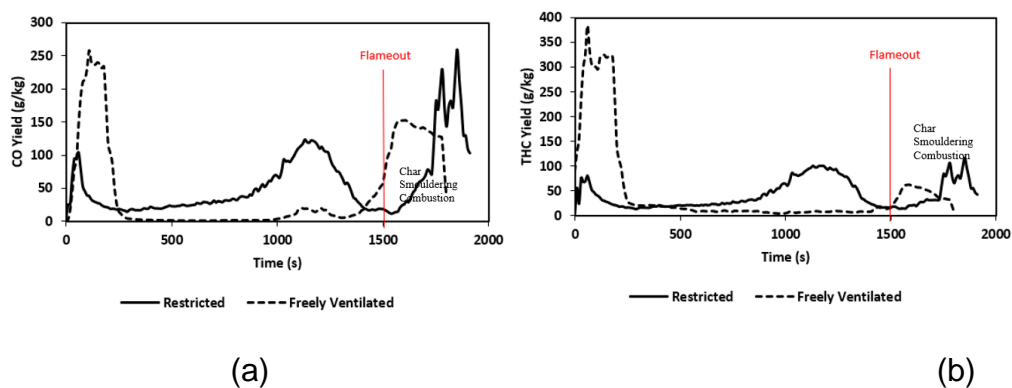 (a)
CO Yield (g/kg)
300
250
200
150
100
50
0
0 500 1000 1500 2000
Time (s)
Flameout
Char
Smouldering
Combustion
Restricted Freely Ventilated
(a)
(b)
THC Yield (g/kg)
400
350
300
250
200
150
100
50
0
0 500 1000 1500 2000
Time (s)
Flameout
Char
Smouldering
Combustion
Restricted Freely Ventilated
(b)